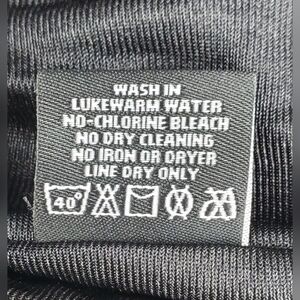 WASH IN
LUKEWARM WATER
NO-CHLORINE BLEACH
NO DRY CLEANING
NO IRON OR DRYER
LINE DRY ONLY
40°